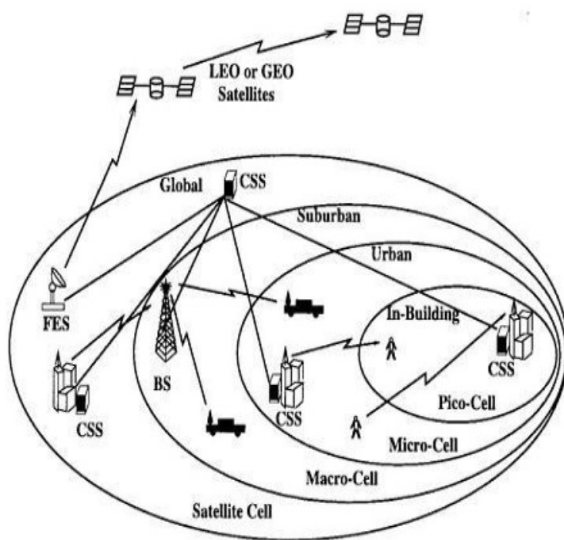 LEO or GEO
Satellites
Global
CSS
Suburban
Urban
FES
BS
In-Building
CSS
CSS
CSS
Pico-Cell
Micro-Cell
Macro-Cell
Satellite Cell